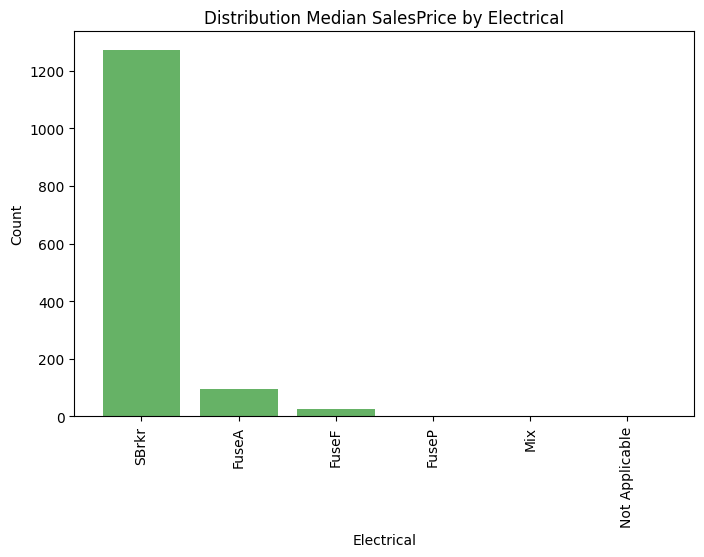 Distribution Median SalesPrice by Electrical
Count
1200
1000
800
600
400
200
0
SBrkr
FuseA
FuseF
FuseP
Mix
Not Applicable
Electrical